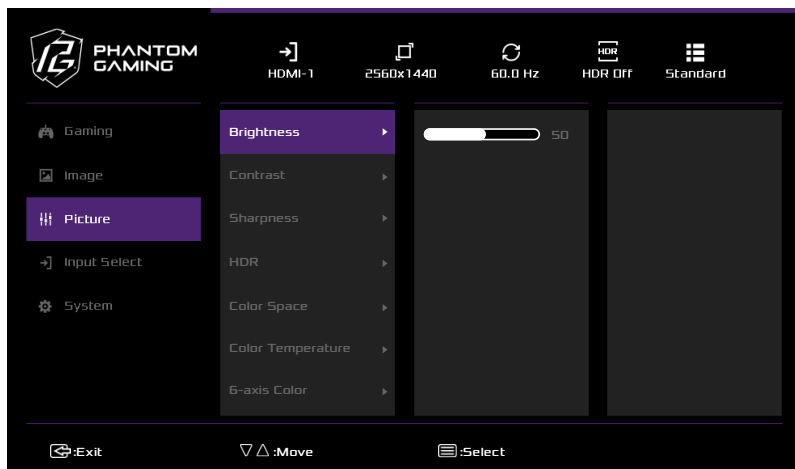 PHANTOM
GAMING
HDMI-1
2560x1440
60.0 Hz
HDR
HDR Off
Standard
Gaming
Image
Picture
Input Select
System
Brightness
Contrast
Sharpness
HDR
Color Space
Color Temperature
6-axis Color
50
:Exit
:Move
:Select